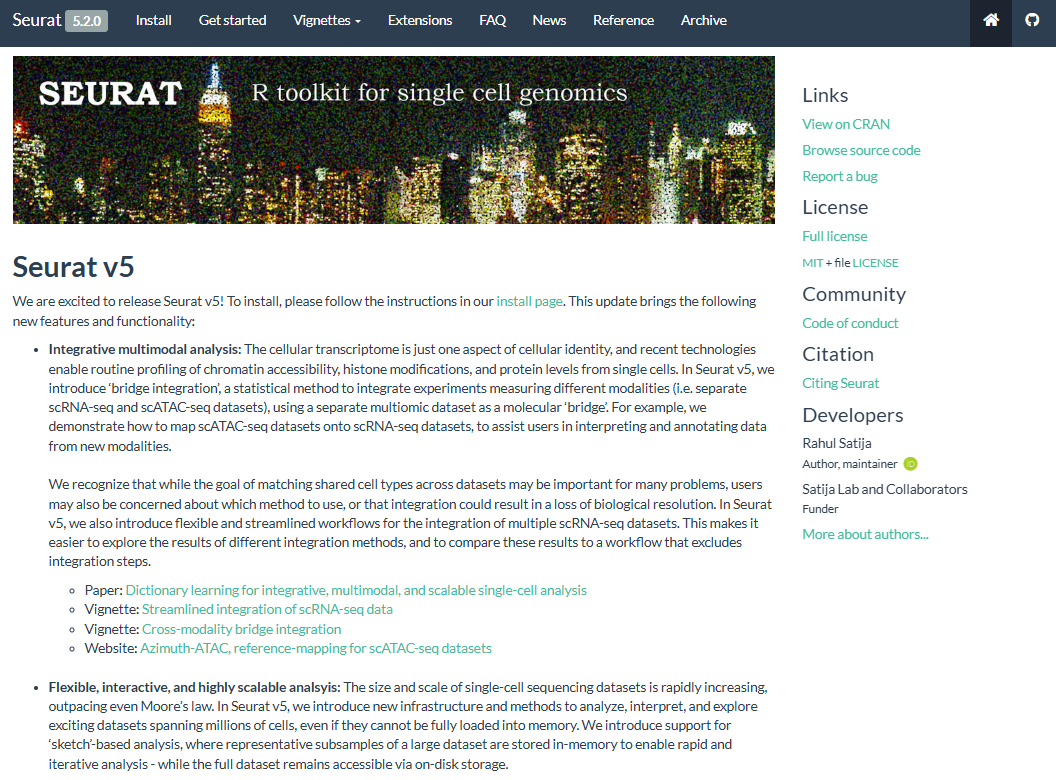 Seurat 5.2.0 Install Get started Vignettes Extensions FAQ News Reference Archive
SEURAT R toolkit for single cell genomics
Seurat v5
We are excited to release Seurat v5! To install, please follow the instructions in our install page. This update brings the following
new features and functionality:
• Integrative multimodal analysis: The cellular transcriptome is just one aspect of cellular identity, and recent technologies
enable routine profiling of chromatin accessibility, histone modifications, and protein levels from single cells. In Seurat v5, we
introduce ‘bridge integration’, a statistical method to integrate experiments measuring different modalities (i.e. separate
scRNA-seq and scATAC-seq datasets), using a separate multiomic dataset as a molecular ‘bridge’. For example, we
demonstrate how to map scATAC-seq datasets onto scRNA-seq datasets, to assist users in interpreting and annotating data
from new modalities.
We recognize that while the goal of matching shared cell types across datasets may be important for many problems, users
may also be concerned about which method to use, or that integration could result in a loss of biological resolution. In Seurat
v5, we also introduce flexible and streamlined workflows for the integration of multiple scRNA-seq datasets. This makes it
easier to explore the results of different integration methods, and to compare these results to a workflow that excludes
integration steps.
◦ Paper: Dictionary learning for integrative, multimodal, and scalable single-cell analysis
◦ Vignette: Streamlined integration of scRNA-seq data
◦ Vignette: Cross-modality bridge integration
◦ Website: Azimuth-ATAC, reference-mapping for scATAC-seq datasets
• Flexible, interactive, and highly scalable analsyis: The size and scale of single-cell sequencing datasets is rapidly increasing,
outpacing even Moore’s law. In Seurat v5, we introduce new infrastructure and methods to analyze, interpret, and explore
exciting datasets spanning millions of cells, even if they cannot be fully loaded into memory. We introduce support for
‘sketch’-based analysis, where representative subsamples of a large dataset are stored in-memory to enable rapid and
iterative analysis - while the full dataset remains accessible via on-disk storage.
Links
View on CRAN
Browse source code
Report a bug
License
Full license
MIT + file LICENSE
Community
Code of conduct
Citation
Citing Seurat
Developers
Rahul Satija
Author, maintainer iD
Satija Lab and Collaborators
Funder
More about authors...